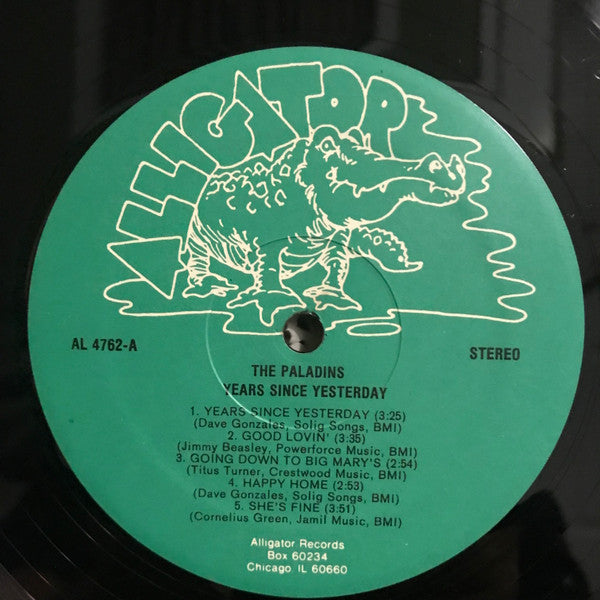 ALLIGATOR
AL 4762-A
STEREO
THE PALADINS
YEARS SINCE YESTERDAY
1. YEARS SINCE YESTERDAY (3:25)
(Dave Gonzales, Solig Songs, BMI)
2. GOOD LOVIN' (3:35)
(Jimmy Beasley, Powerforce Music, BMI)
3. GOING DOWN TO BIG MARY'S (2:54)
(Titus Turner, Crestwood Music, BMI)
4. HAPPY HOME (2:53)
(Dave Gonzales, Solig Songs, BMI)
5. SHE'S FINE (3:51)
(Cornelius Green, Jamil Music, BMI)
Alligator Records
Box 60234
Chicago IL 60660